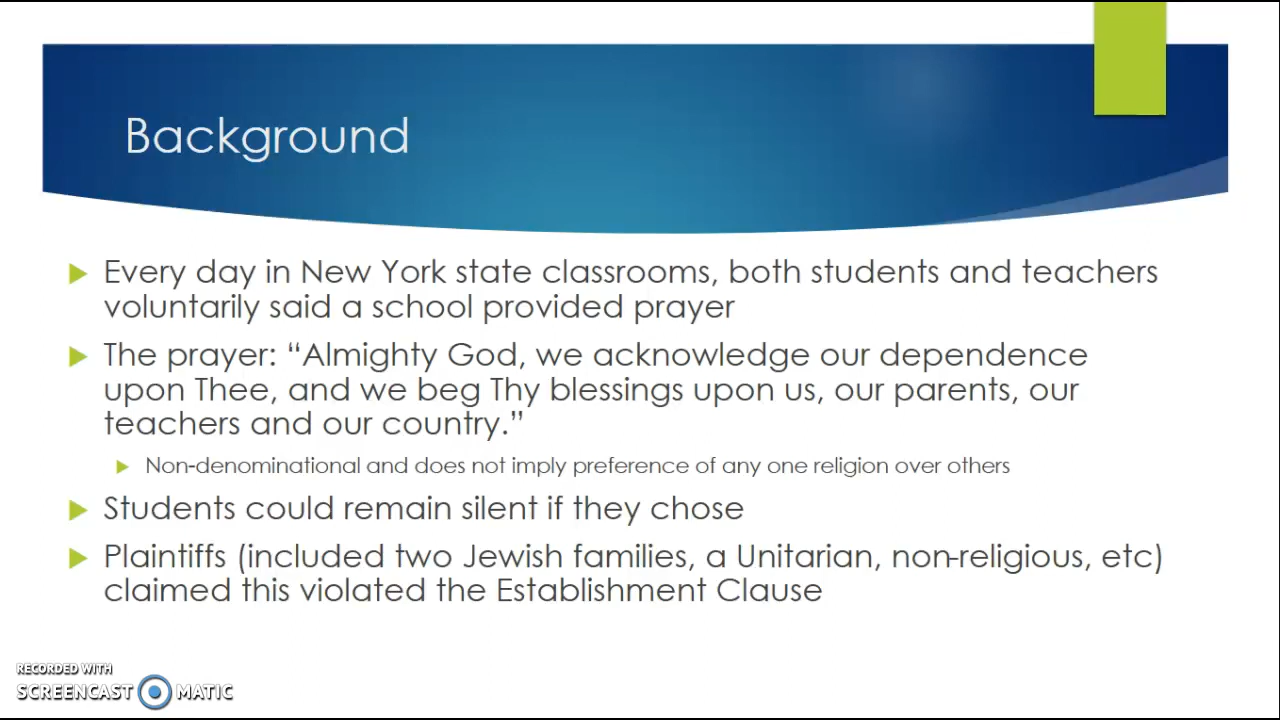 Background
Every day in New York state classrooms, both students and teachers
voluntarily said a school provided prayer
The prayer: “Almighty God, we acknowledge our dependence
upon Thee, and we beg Thy blessings upon us, our parents, our
teachers and our country.”
Non-denominational and does not imply preference of any one religion over others
Students could remain silent if they chose
Plaintiffs (included two Jewish families, a Unitarian, non-religious, etc)
claimed this violated the Establishment Clause
RECORDED WITH
SCREENCAST MATIC